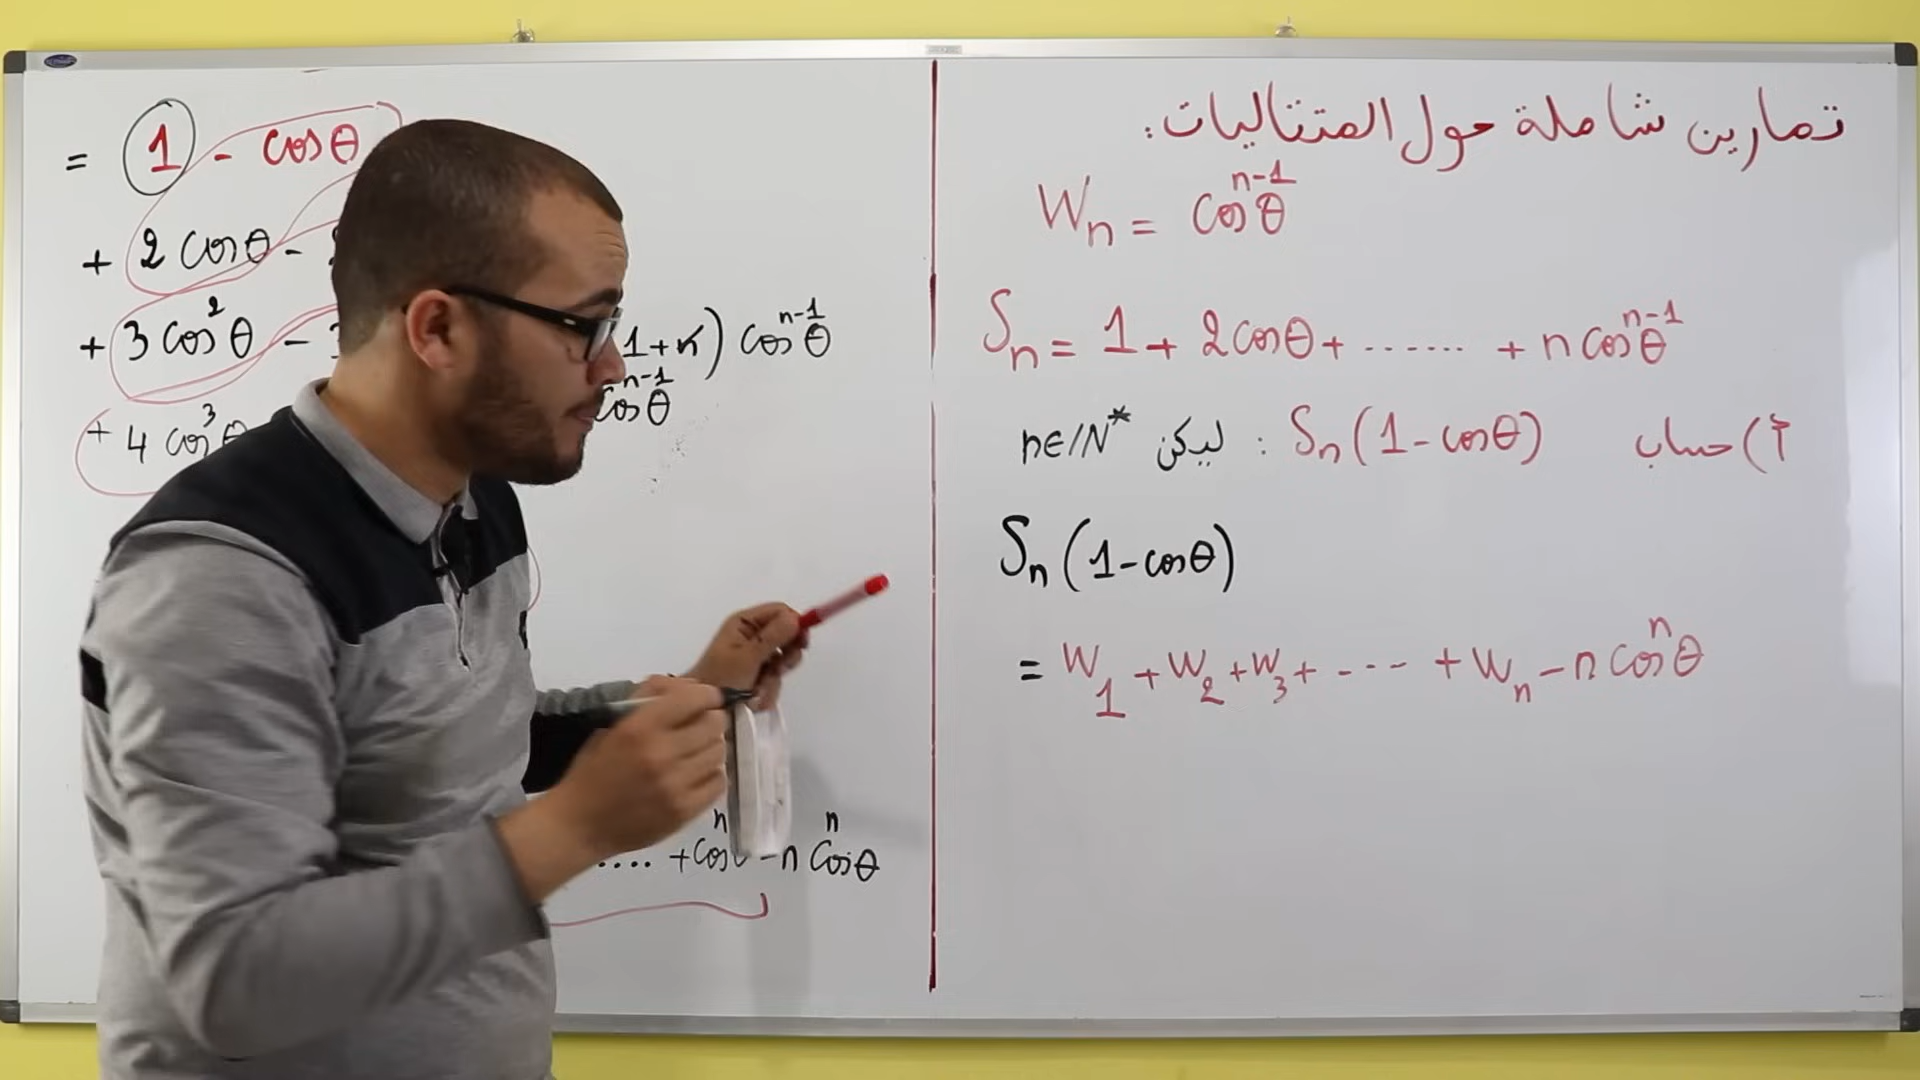 تمارين شاملة حول المتتاليات:
Wₙ = cosⁿ⁻¹θ
Sₙ = 1 + 2cosθ + ...... + n cosⁿ⁻¹θ
أ) حساب Sₙ(1 - cosθ) : ليكن n∈ℕ*
Sₙ(1-cosθ)
= W₁ + W₂ + W₃ + ---- + Wₙ - n cosⁿθ
= 1 - cosθ
+ 2 cosθ -
+ 3 cos²θ -
1+n) cosⁿ⁻¹θ
cosⁿ⁻¹θ
+ 4 cos³θ
..... + cosⁿ - n cosⁿθ